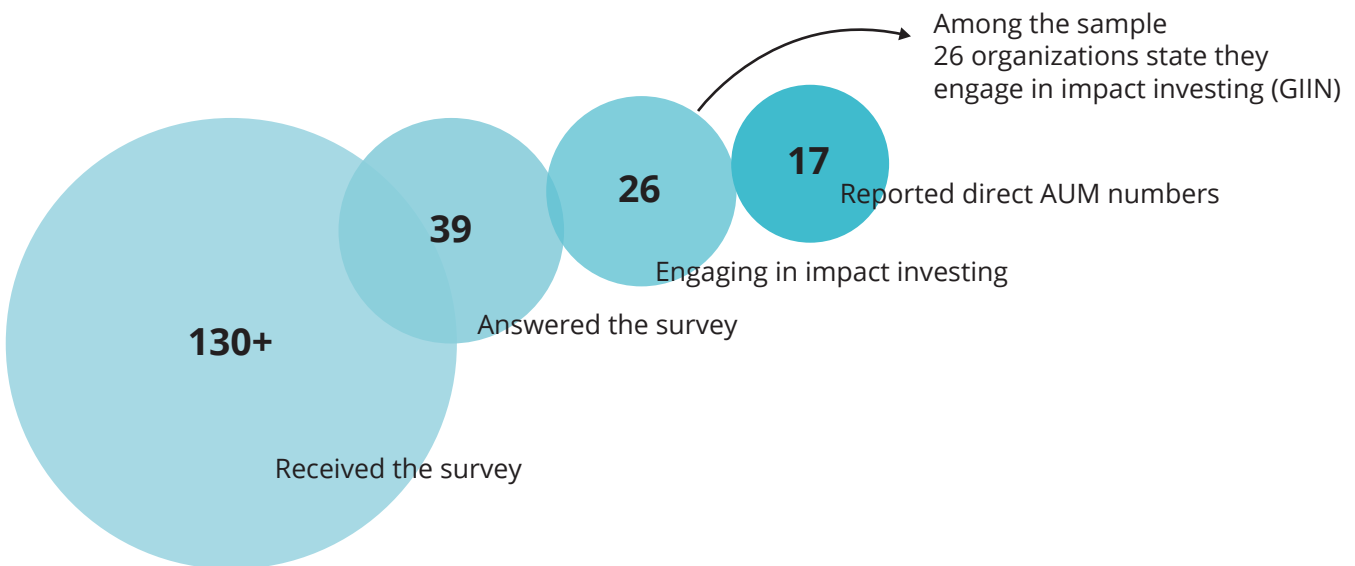 Among the sample
26 organizations state they
engage in impact investing (GIIN)
17
Reported direct AUM numbers
26
Engaging in impact investing
39
Answered the survey
130+
Received the survey